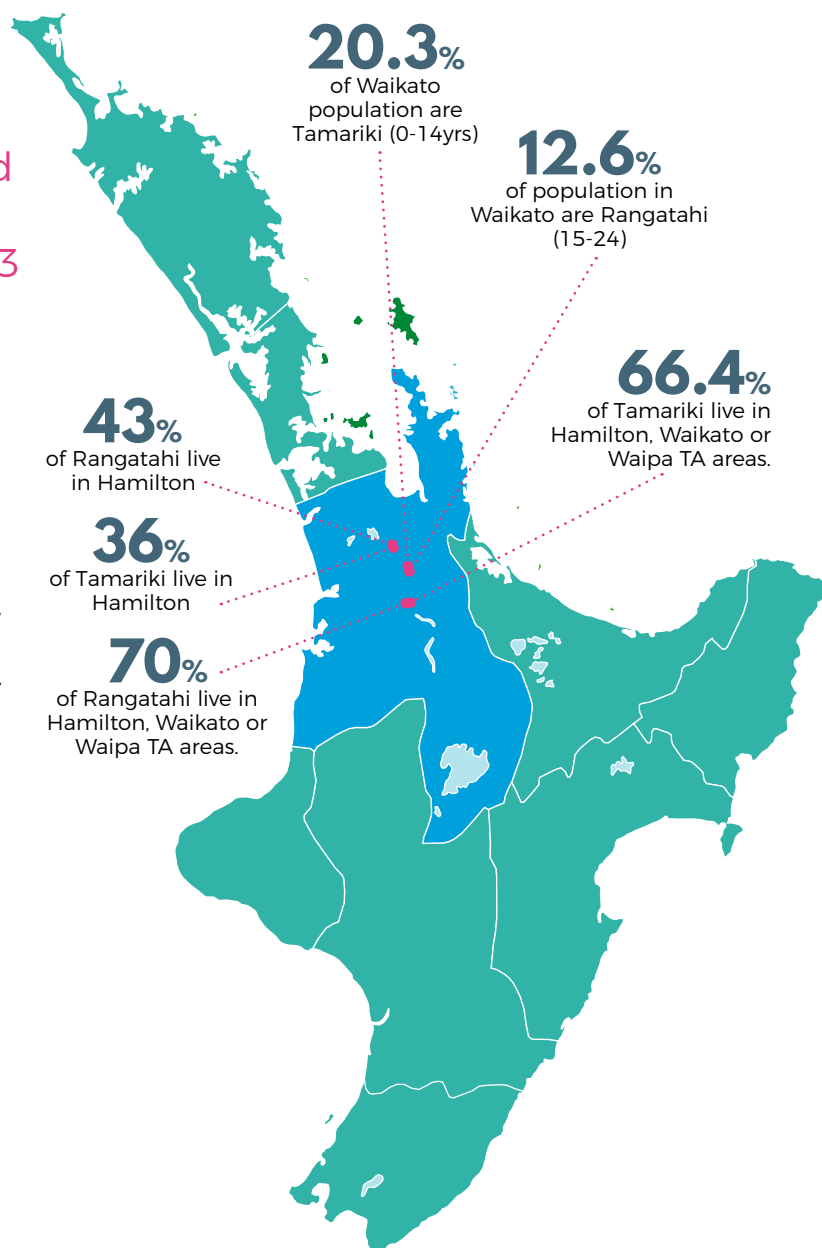 20.3%
of Waikato
population are
Tamariki (0-14yrs)
d
12.6%
of population in
Waikato are Rangatahi
(15-24)
3
66.4%
of Tamariki live in
Hamilton, Waikato or
Waipa TA areas.
43%
of Rangatahi live
in Hamilton
36%
of Tamariki live in
Hamilton
70%
of Rangatahi live in
Hamilton, Waikato or
Waipa TA areas.